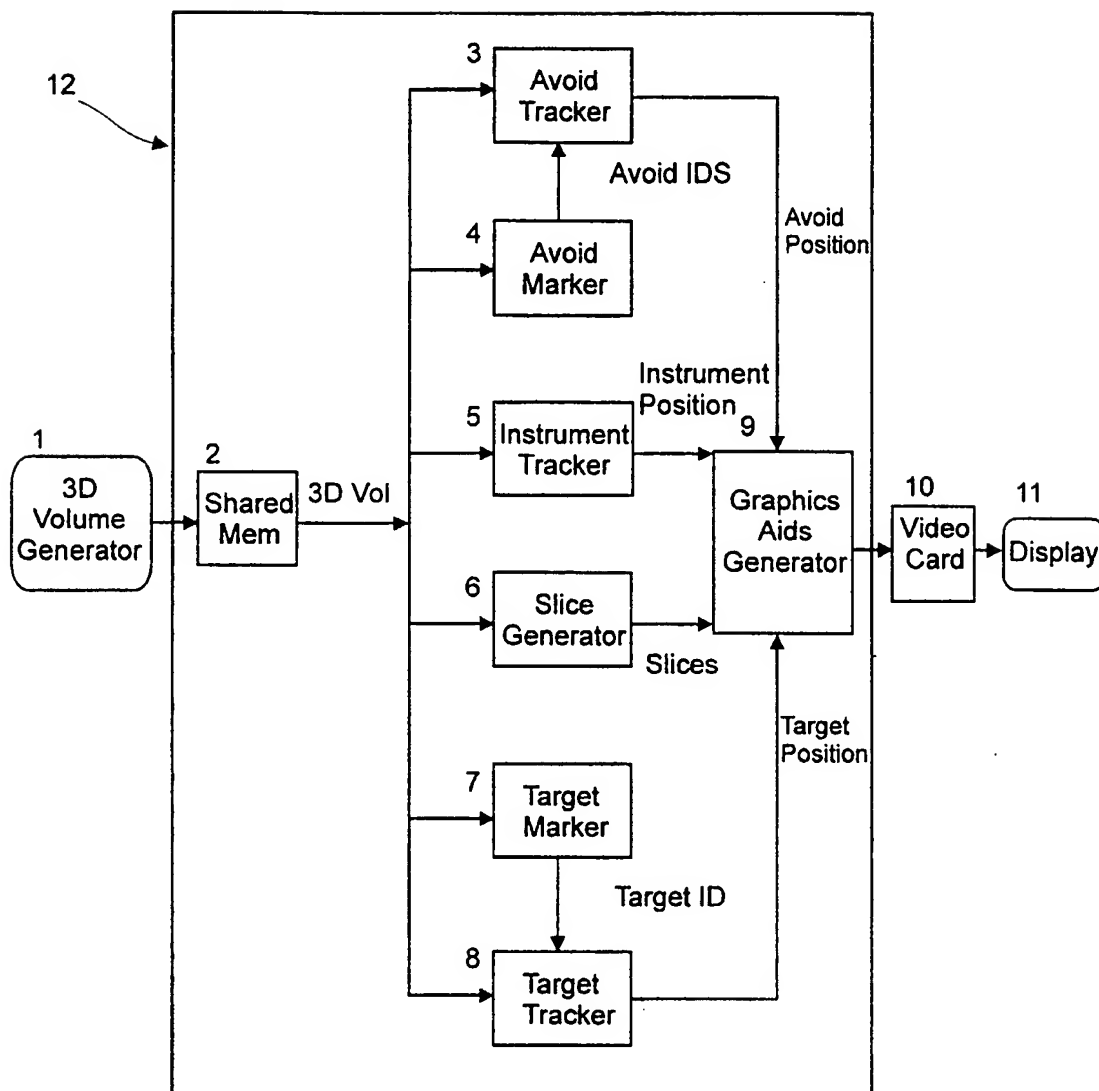 12
3
Avoid
Tracker
Avoid IDS
4
Avoid
Marker
Avoid
Position
Instrument
Position
5
Instrument
Tracker
9
Graphics
Aids
Generator
1
3D
Volume
Generator
2
Shared
Mem
3D Vol
10
Video
Card
11
Display
6
Slice
Generator
Slices
Target
Position
7
Target
Marker
Target ID
8
Target
Tracker